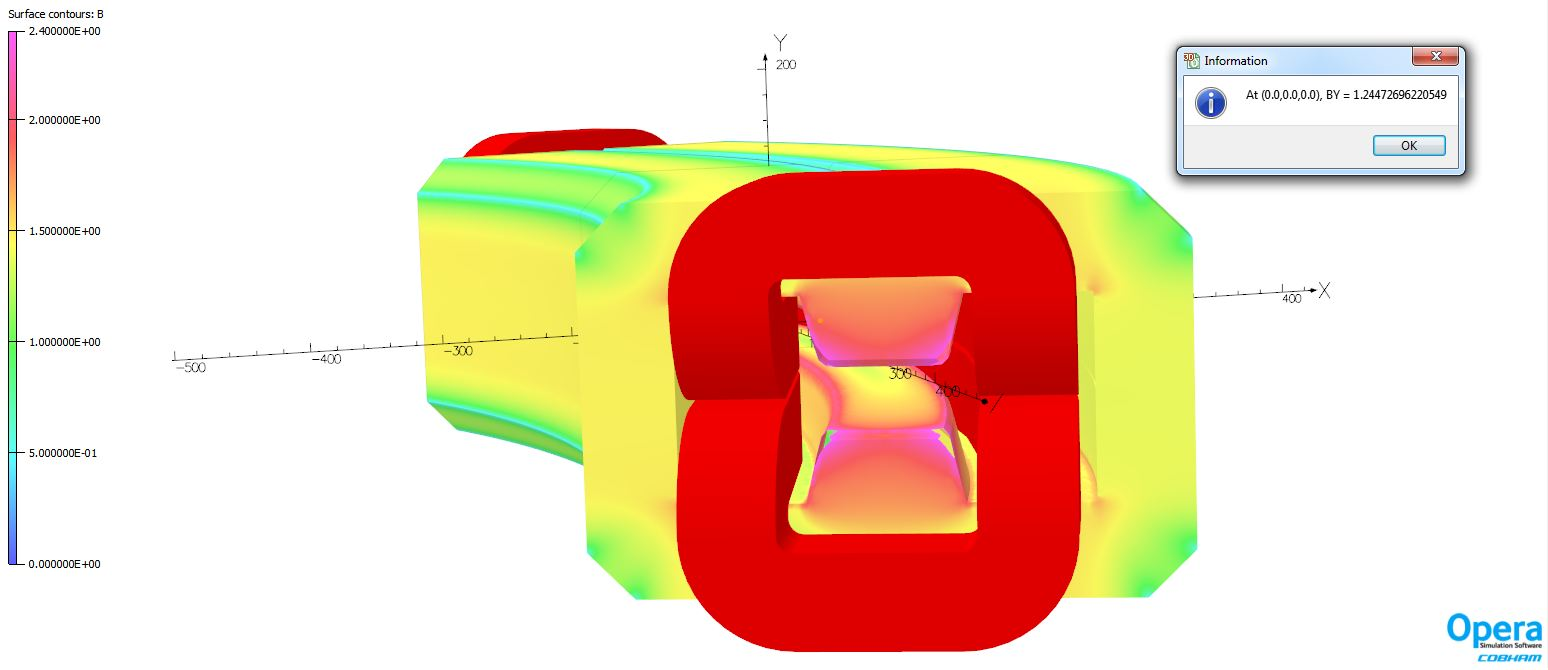 Surface contours: B
2.400000E+00
2.000000E+00
1.500000E+00
1.000000E+00
5.000000E-01
0.000000E+00
Y
200
−500
−400
−300
300
400
400
X
Information
At (0.0,0.0,0.0), BY = 1.24472696220549
OK
Opera
Simulation Software
COBHAM